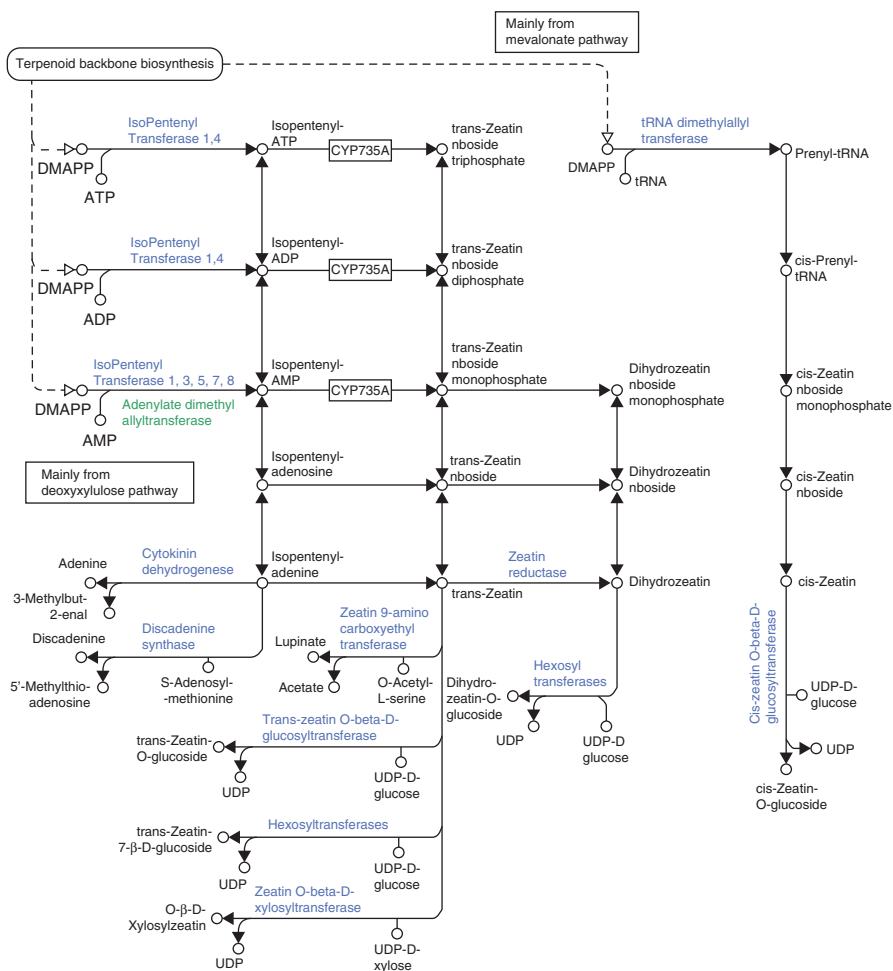 Mainly from
mevalonate pathway
Terpenoid backbone biosynthesis
IsoPentenyl
Transferase 1,4
Isopentenyl-
ATP
CYP735A
trans-Zeatin
nboside
triphosphate
DMAPP
ATP
tRNA dimethylallyl
transferase
DMAPP
tRNA
Prenyl-tRNA
IsoPentenyl
Transferase 1,4
Isopentenyl-
ADP
CYP735A
trans-Zeatin
nboside
diphosphate
DMAPP
ADP
cis-Prenyl-
tRNA
IsoPentenyl
Transferase 1, 3, 5, 7, 8
Adenylate dimethyl
allyltransferase
DMAPP
AMP
Isopentenyl-
AMP
CYP735A
trans-Zeatin
nboside
monophosphate
Dihydrozeatin
nboside
monophosphate
cis-Zeatin
nboside
monophosphate
Mainly from
deoxyxylulose pathway
Isopentenyl-
adenosine
trans-Zeatin
nboside
Dihydrozeatin
nboside
cis-Zeatin
nboside
Adenine
Cytokinin
dehydrogenese
3-Methylbut-
2-enal
Isopentenyl-
adenine
trans-Zeatin
Zeatin
reductase
Dihydrozeatin
cis-Zeatin
Discadenine
Discadenine
synthase
5'-Methylthio-
adenosine
S-Adenosyl-
-methionine
Lupinate
Zeatin 9-amino
carboxyethyl
transferase
Acetate
O-Acetyl-
L-serine
Dihydro-
zeatin-O-
glucoside
Hexosyl
transferases
UDP
UDP-D
glucose
Cis-zeatin O-beta-D-
glucosyltransferase
UDP-D-
glucose
UDP
cis-Zeatin-
O-glucoside
trans-Zeatin-
O-glucoside
Trans-zeatin O-beta-D-
glucosyltransferase
UDP
UDP-D-
glucose
trans-Zeatin-
7-β-D-glucoside
Hexosyltransferases
UDP
UDP-D-
glucose
O-β-D-
Xylosylzeatin
Zeatin O-beta-D-
xylosyltransferase
UDP
UDP-D-
xylose